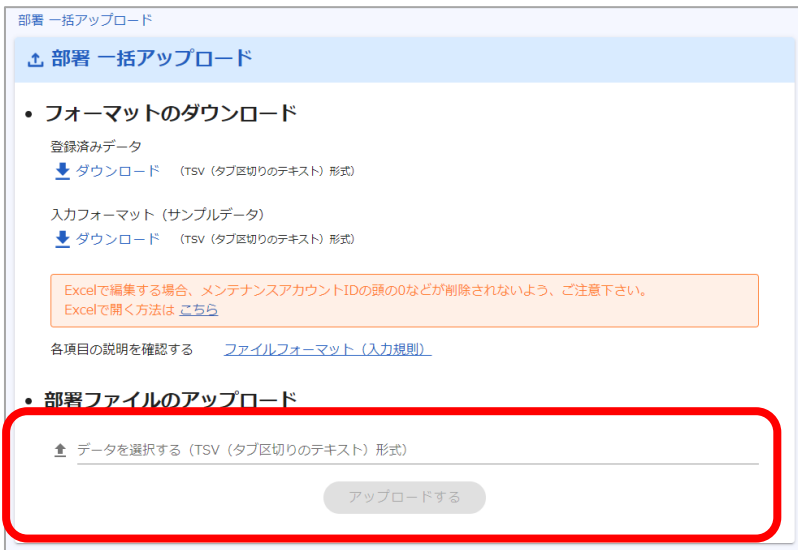 部署 一括アップロード
部署 一括アップロード
フォーマットのダウンロード
登録済みデータ
ダウンロード （TSV（タブ区切りのテキスト）形式）
入力フォーマット（サンプルデータ）
ダウンロード （TSV（タブ区切りのテキスト）形式）
Excelで編集する場合、メンテナンスアカウントIDの頭の0などが削除されないよう、ご注意下さい。
Excelで開く方法は こちら
各項目の説明を確認する ファイルフォーマット（入力規則）
部署ファイルのアップロード
データを選択する（TSV（タブ区切りのテキスト）形式）
アップロードする